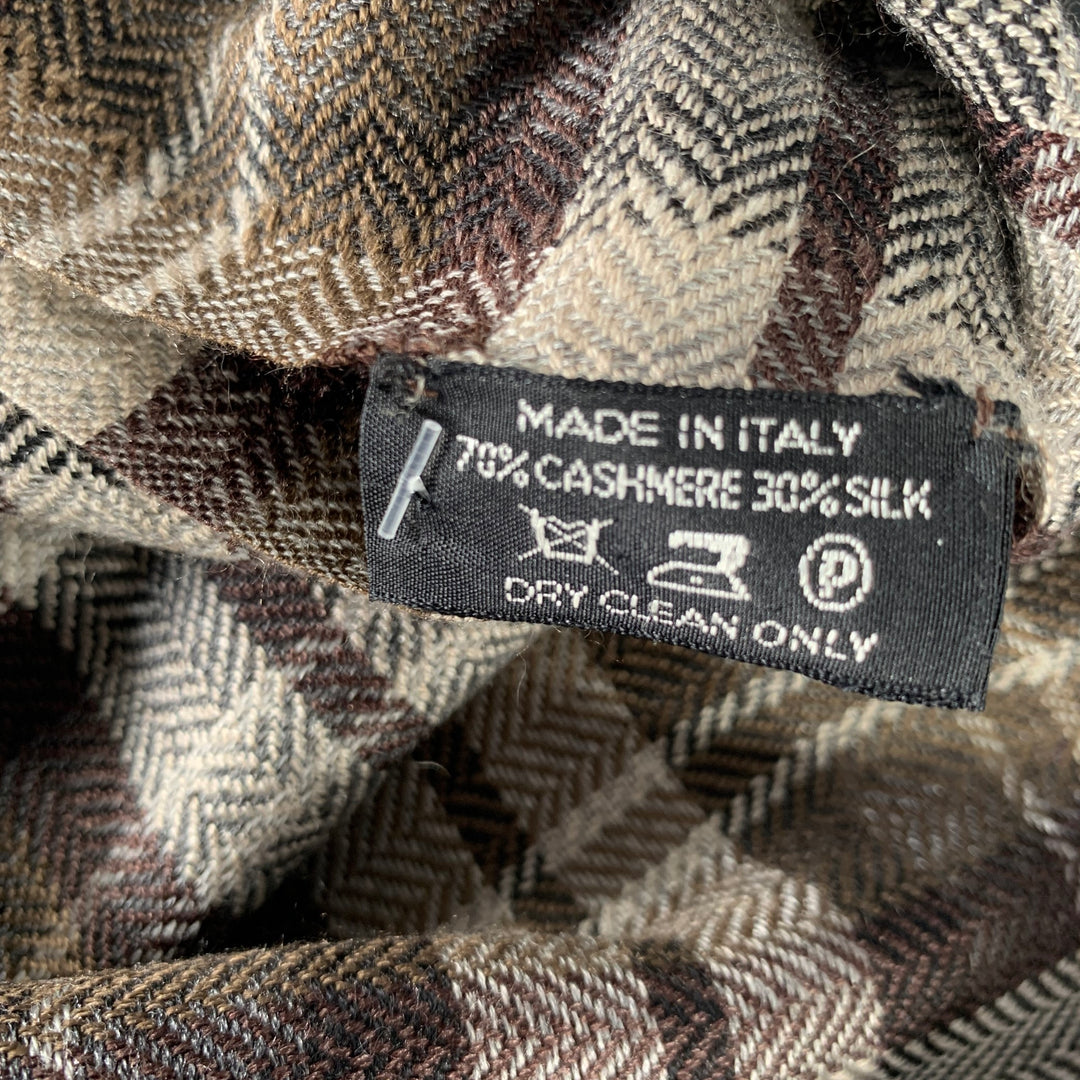 MADE IN ITALY
70% CASHMERE 30% SILK
P
DRY CLEAN ONLY